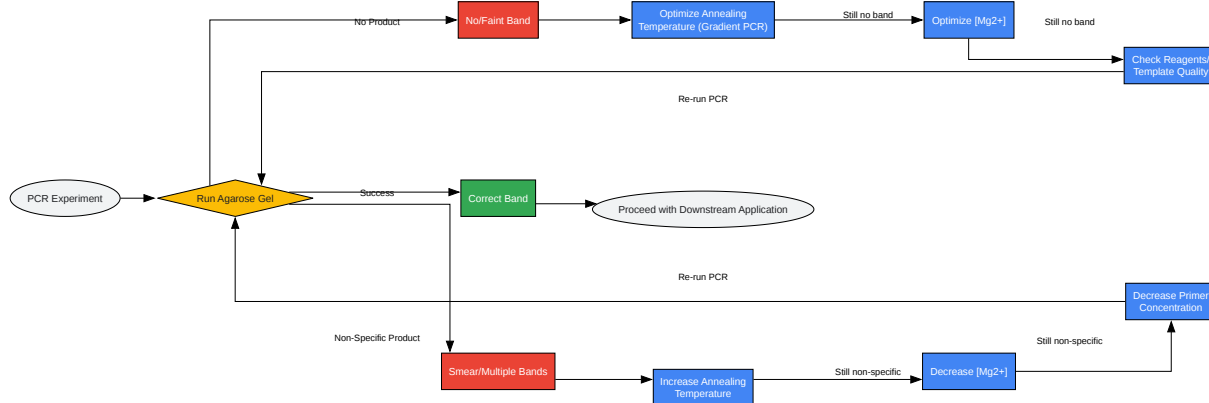 No Product
No/Faint Band
Optimize Annealing
Temperature (Gradient PCR)
Still no band
Optimize [Mg2+]
Still no band
Check Reagents/
Template Quality
Re-run PCR
PCR Experiment
Run Agarose Gel
Success
Correct Band
Proceed with Downstream Application
Re-run PCR
Decrease Primer
Concentration
Non-Specific Product
Smear/Multiple Bands
Increase Annealing
Temperature
Still non-specific
Decrease [Mg2+]
Still non-specific